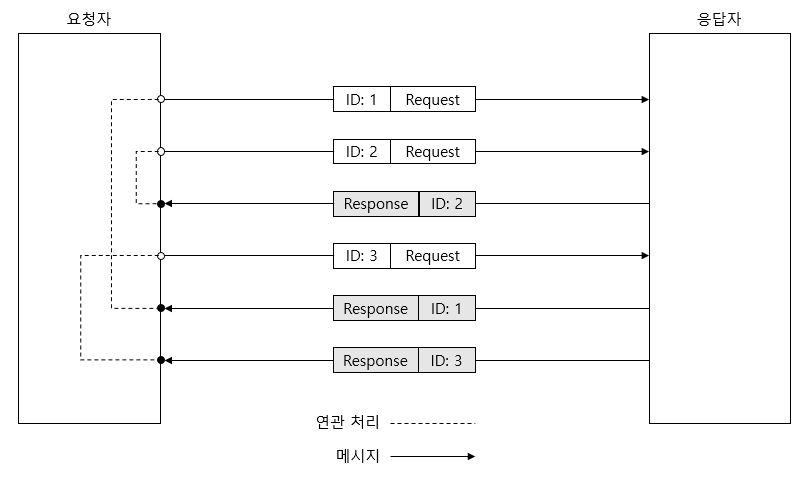 요청자
응답자
ID: 1 Request
ID: 2 Request
Response ID: 2
ID: 3 Request
Response ID: 1
Response ID: 3
연관 처리
메시지